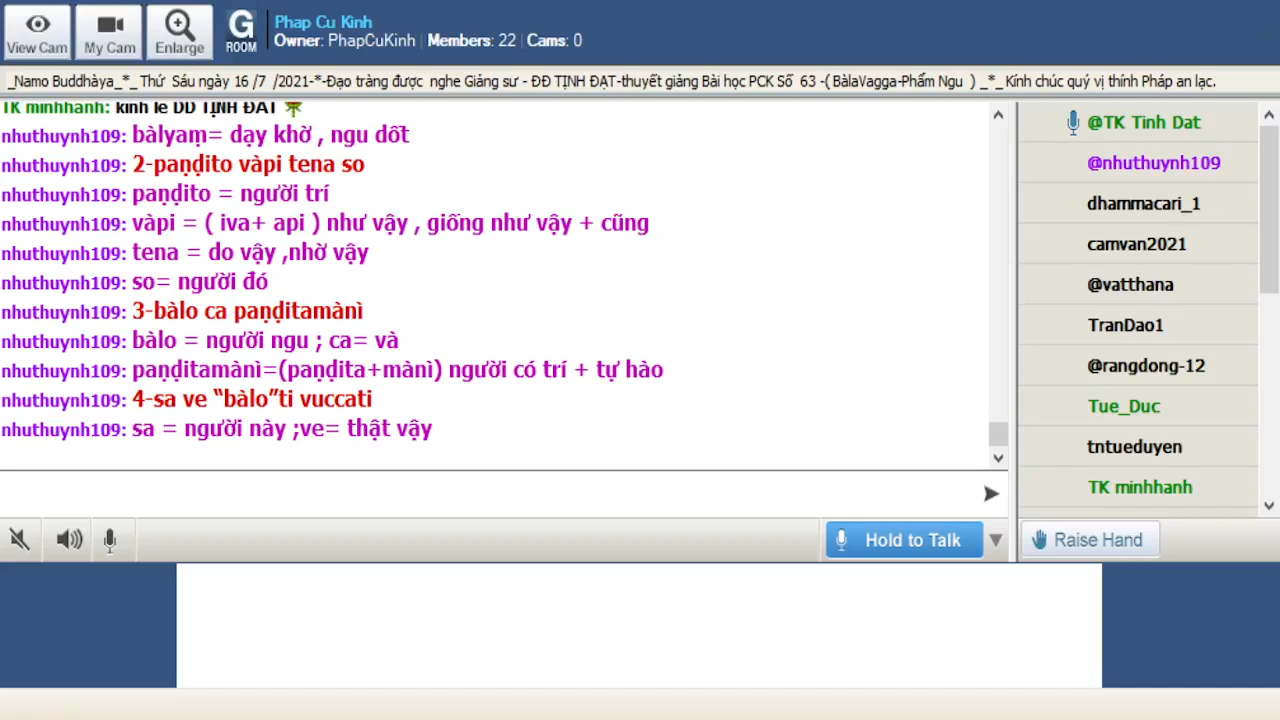 Phap Cu Kinh
Owner: PhapCuKinh | Members: 22 | Cams: 0
View Cam
My Cam
Enlarge
G
ROOM
_Namo Buddhàya_*_Thứ Sáu ngày 16 /7 /2021-*-Đạo tràng được nghe Giảng sư - ĐĐ TỊNH ĐẠT-thuyết giảng Bài học PCK Số 63 -( BàlaVagga-Phẩm Ngu ) _*_Kính chúc quý vị thính Pháp an lạc.
TK minhhanh: kính lễ ĐĐ TỊNH ĐẠT
nhuthuynh109: bàlyaṃ= dạy khờ , ngu dốt
nhuthuynh109: 2-paṇḍito vàpi tena so
nhuthuynh109: paṇḍito = người trí
nhuthuynh109: vàpi = ( iva+ api ) như vậy , giống như vậy + cũng
nhuthuynh109: tena = do vậy ,nhờ vậy
nhuthuynh109: so= người đó
nhuthuynh109: 3-bàlo ca paṇḍitamànì
nhuthuynh109: bàlo = người ngu ; ca= và
nhuthuynh109: paṇḍitamànì=(paṇḍita+mànì) người có trí + tự hào
nhuthuynh109: 4-sa ve “bàlo”ti vuccati
nhuthuynh109: sa = người này ;ve= thật vậy
@TK Tinh Dat
@nhuthuynh109
dhammacari_1
camvan2021
@vatthana
TranDao1
@rangdong-12
Tue_Duc
tntueduyen
TK minhhanh
Hold to Talk
Raise Hand